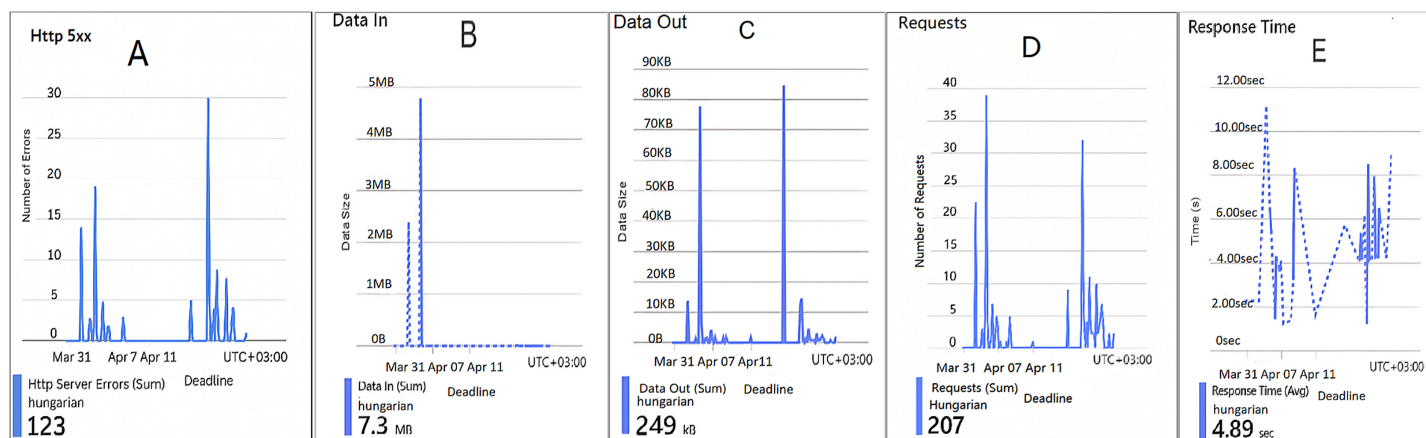 Http 5xx
A
30
25
20
15
10
5
0
Number of Errors
Mar 31 Apr 7 Apr 11 UTC+03:00
Http Server Errors (Sum) Deadline
hungarian
123
Data In
B
5MB
4MB
3MB
2MB
1MB
0B
Data Size
Mar 31 Apr 07 Apr 11 UTC+03:00
Data In (Sum)
hungarian Deadline
7.3 MB
Data Out C
90KB
80KB
70KB
60KB
50KB
40KB
30KB
20KB
10KB
0B
Data Size
Mar 31 Apr 07 Apr11 UTC+03:00
Data Out (Sum) Deadline
hungarian
249 kB
Requests
D
40
35
30
25
20
15
10
5
0
Number of Requests
Mar 31 Apr 07 Apr 11 UTC+03:00
Requests (Sum)
Hungarian Deadline
207
Response Time
E
12.00sec
10.00sec
8.00sec
6.00sec
4.00sec
2.00sec
0sec
Time (s)
Mar 31 Apr 07 Apr 11 UTC+03:00
Response Time (Avg) Deadline
hungarian
4.89 sec